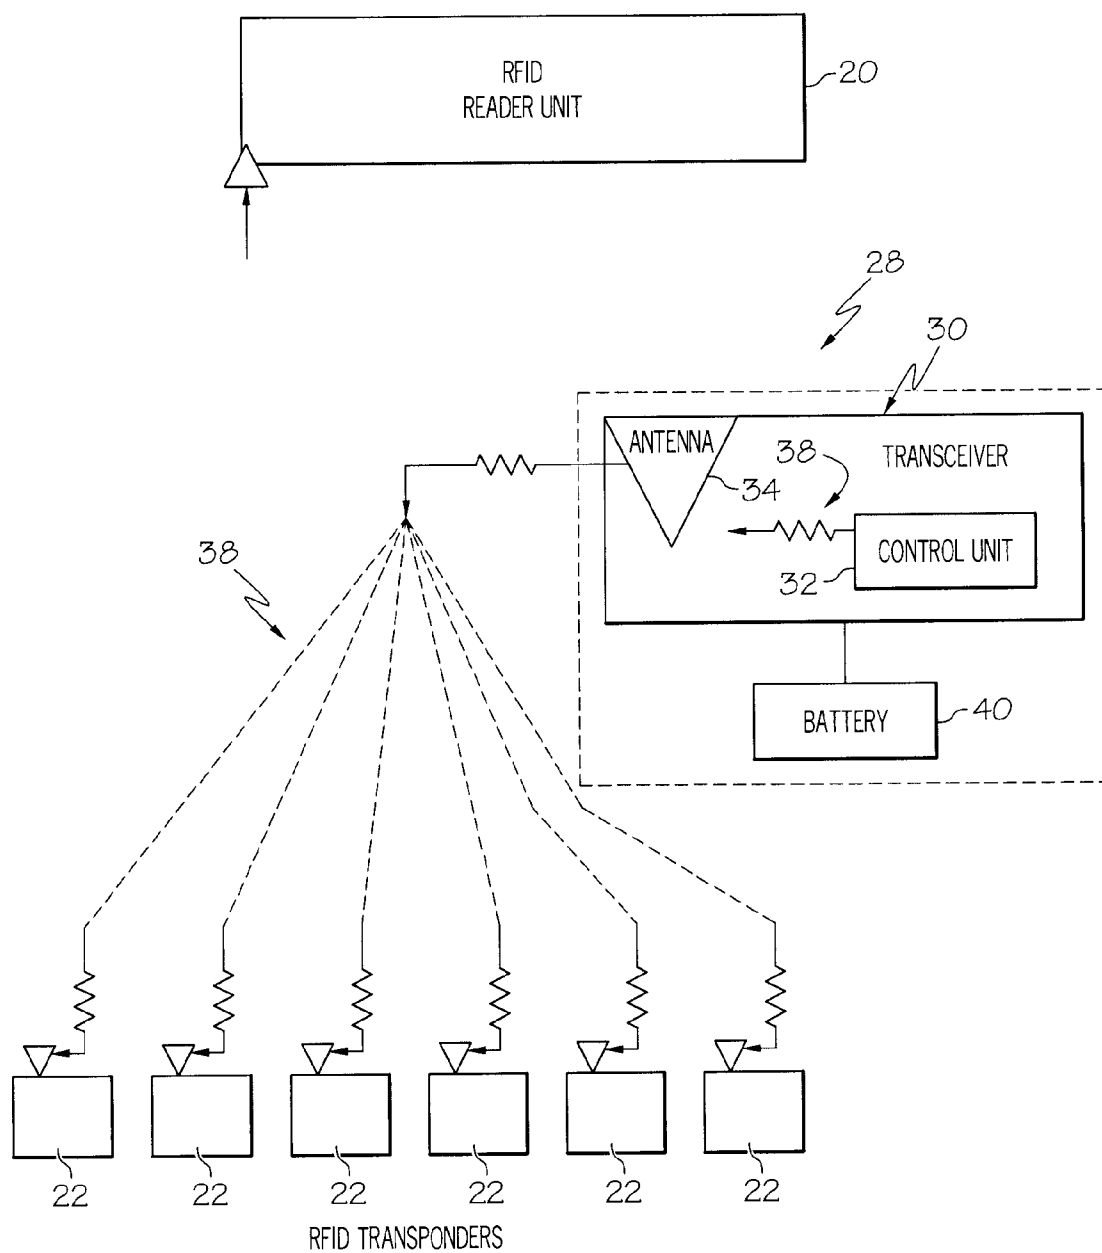 RFID
READER UNIT
20
28
30
ANTENNA
34
38
TRANSCEIVER
CONTROL UNIT
32
38
BATTERY
40
22 22 22 22 22 22
RFID TRANSPONDERS